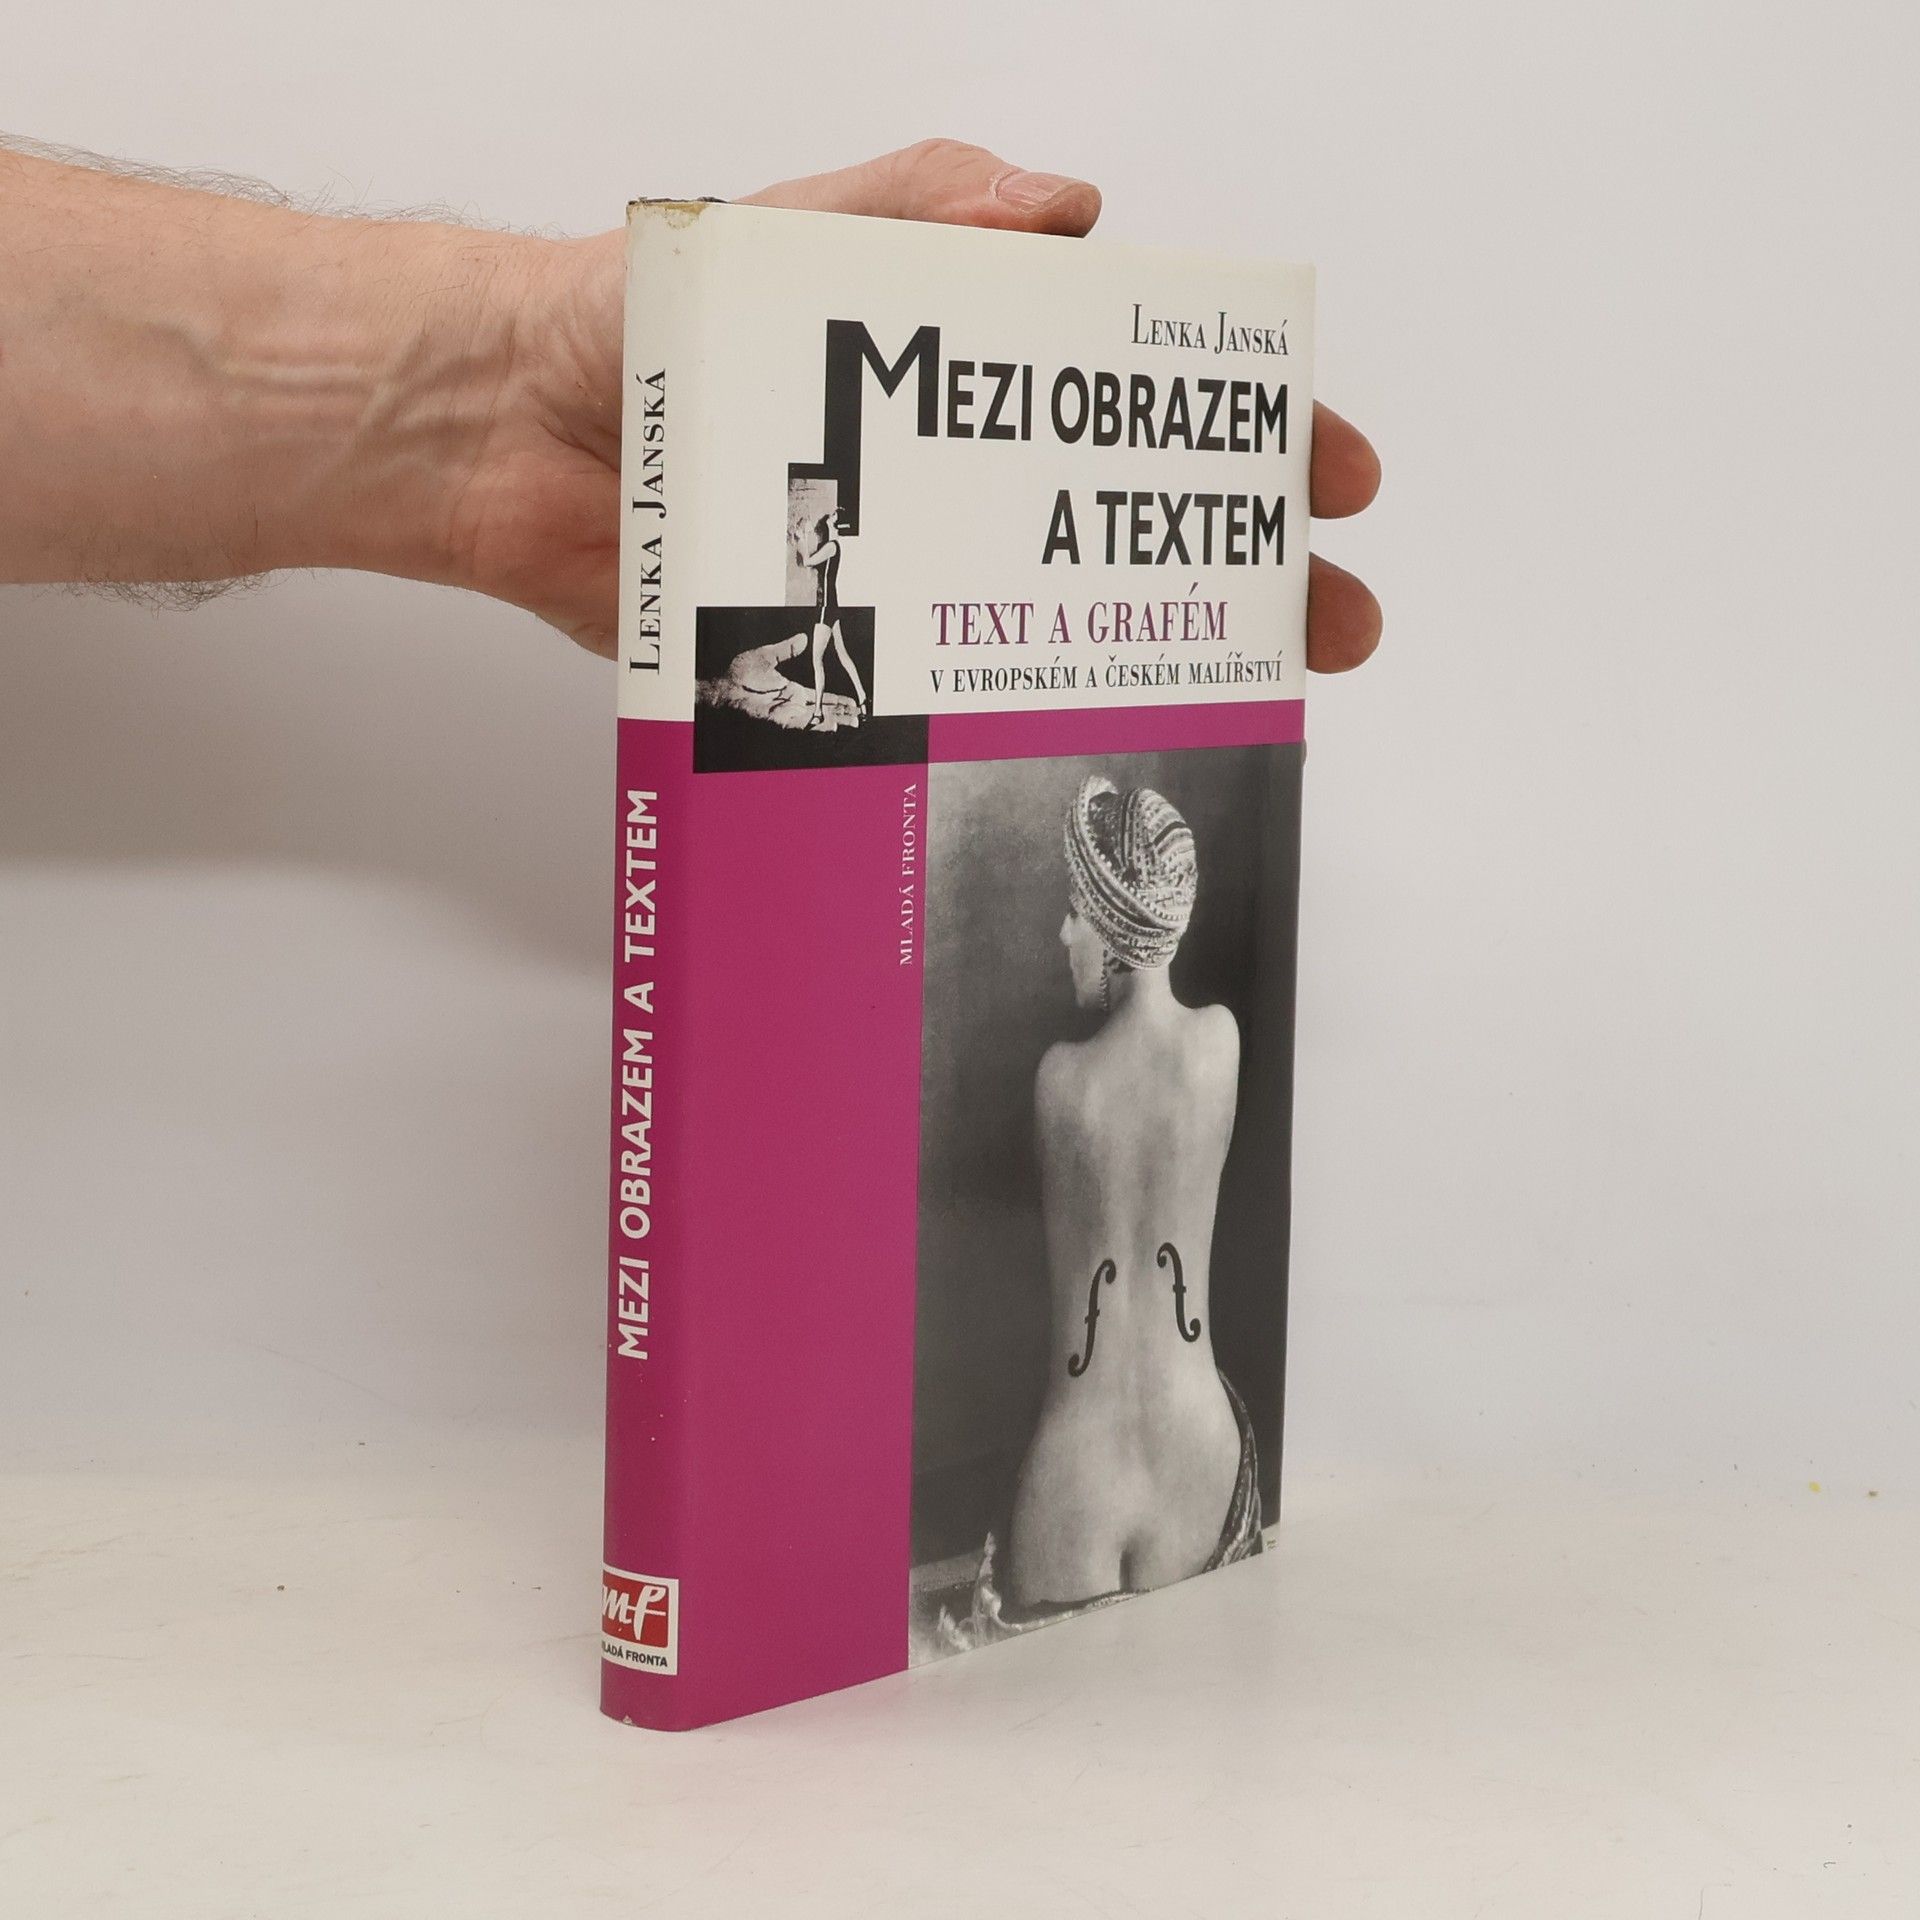 LENKA JANSKÁ
MEZI OBRAZEM A TEXTEM
mf
MLADÁ FRONTA
LENKA JANSKÁ
MEZI OBRAZEM
A TEXTEM
TEXT A GRAFÉM
V EVROPSKÉM A ČESKÉM MALÍŘSTVÍ
MLADÁ FRONTA